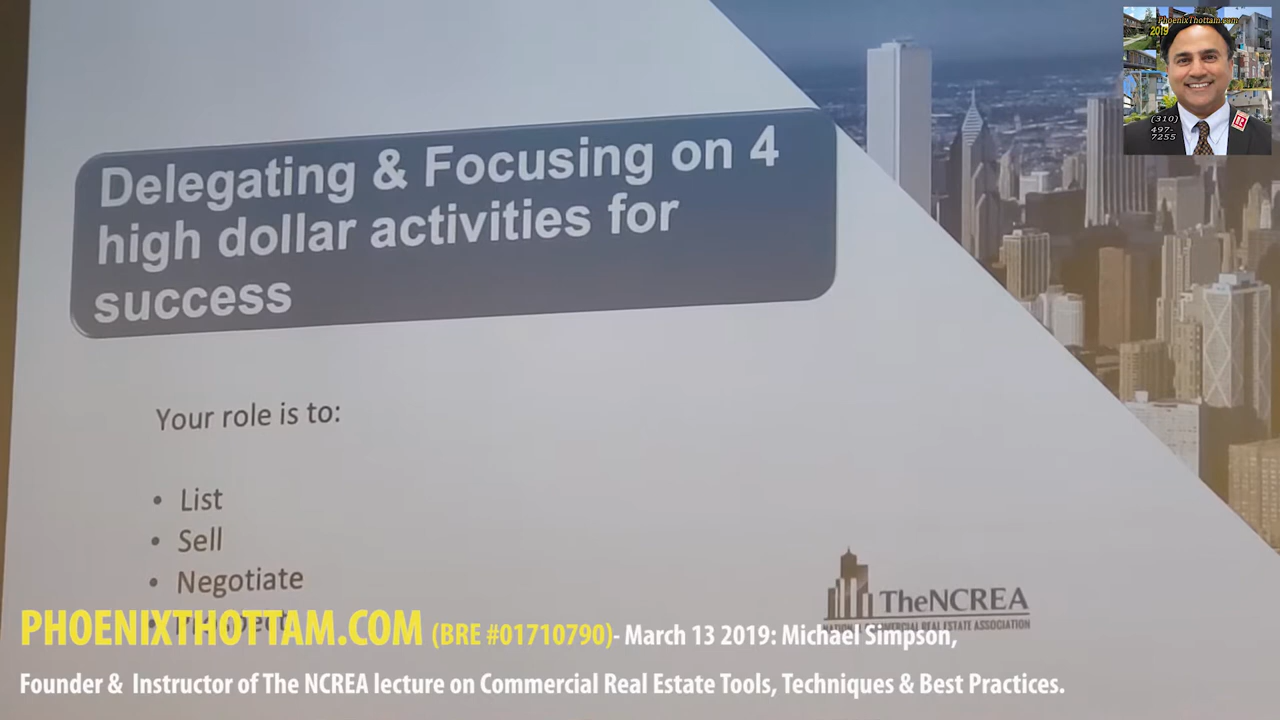 Delegating & Focusing on 4
high dollar activities for
success
Your role is to:
• List
• Sell
• Negotiate
TheNCREA
COMMERCIAL REAL ESTATE ASSOCIATION
PhoenixThottam.com
2019
(310)
497-
7255
PHOENIXTHOTTAM.COM (BRE #01710790)- March 13 2019: Michael Simpson,
Founder & Instructor of The NCREA lecture on Commercial Real Estate Tools, Techniques & Best Practices.